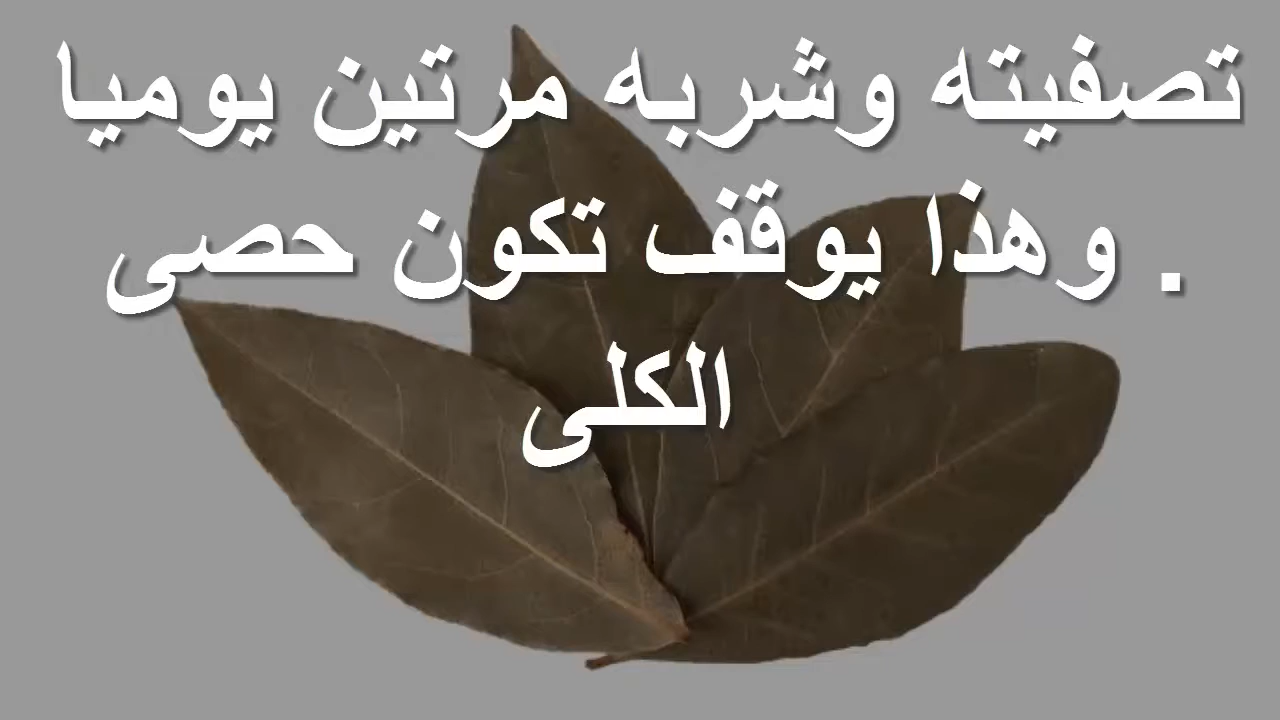 تصفيته وشربه مرتين يوميا
. وهذا يوقف تكون حصى
الكلى